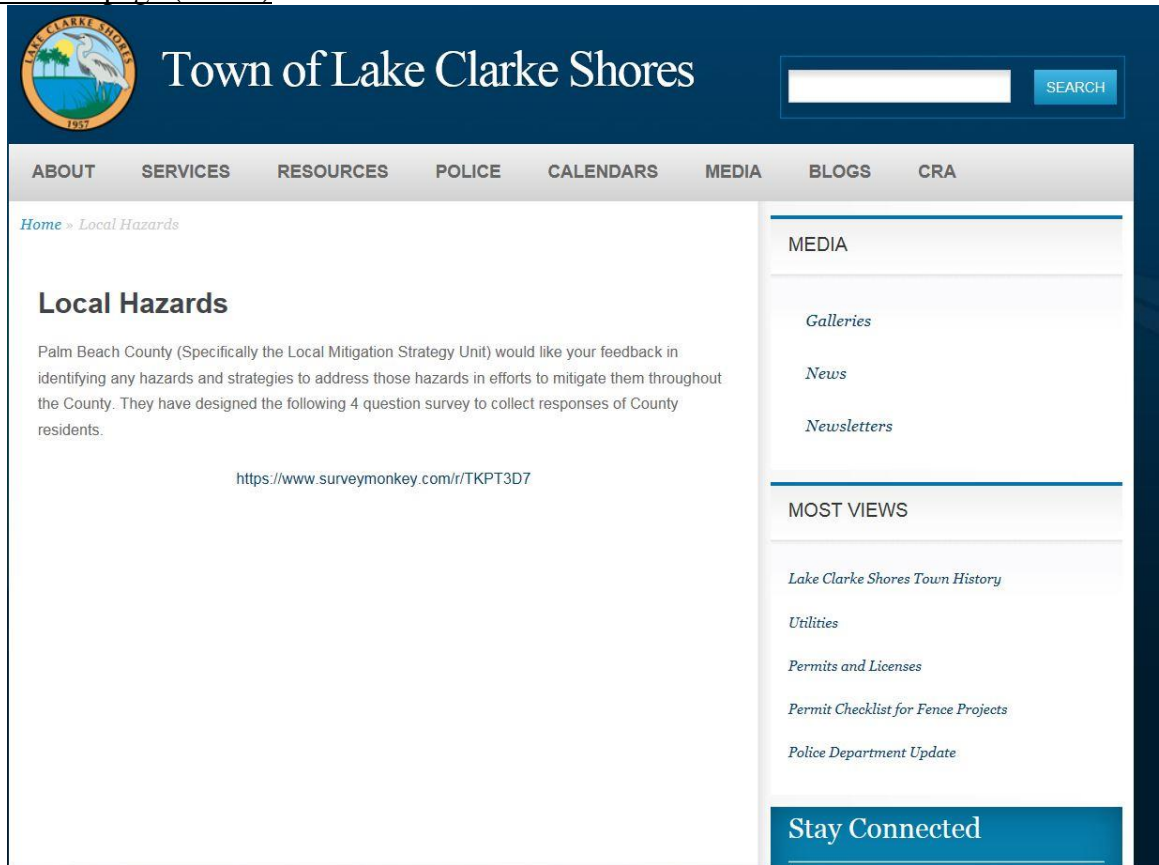 LAKE CLARKE SHORES
1957
Town of Lake Clarke Shores
SEARCH
ABOUT SERVICES RESOURCES POLICE CALENDARS MEDIA BLOGS CRA
Home » Local Hazards
Local Hazards
Palm Beach County (Specifically the Local Mitigation Strategy Unit) would like your feedback in
identifying any hazards and strategies to address those hazards in efforts to mitigate them throughout
the County. They have designed the following 4 question survey to collect responses of County
residents.
https://www.surveymonkey.com/r/TKPT3D7
MEDIA
Galleries
News
Newsletters
MOST VIEWS
Lake Clarke Shores Town History
Utilities
Permits and Licenses
Permit Checklist for Fence Projects
Police Department Update
Stay Connected